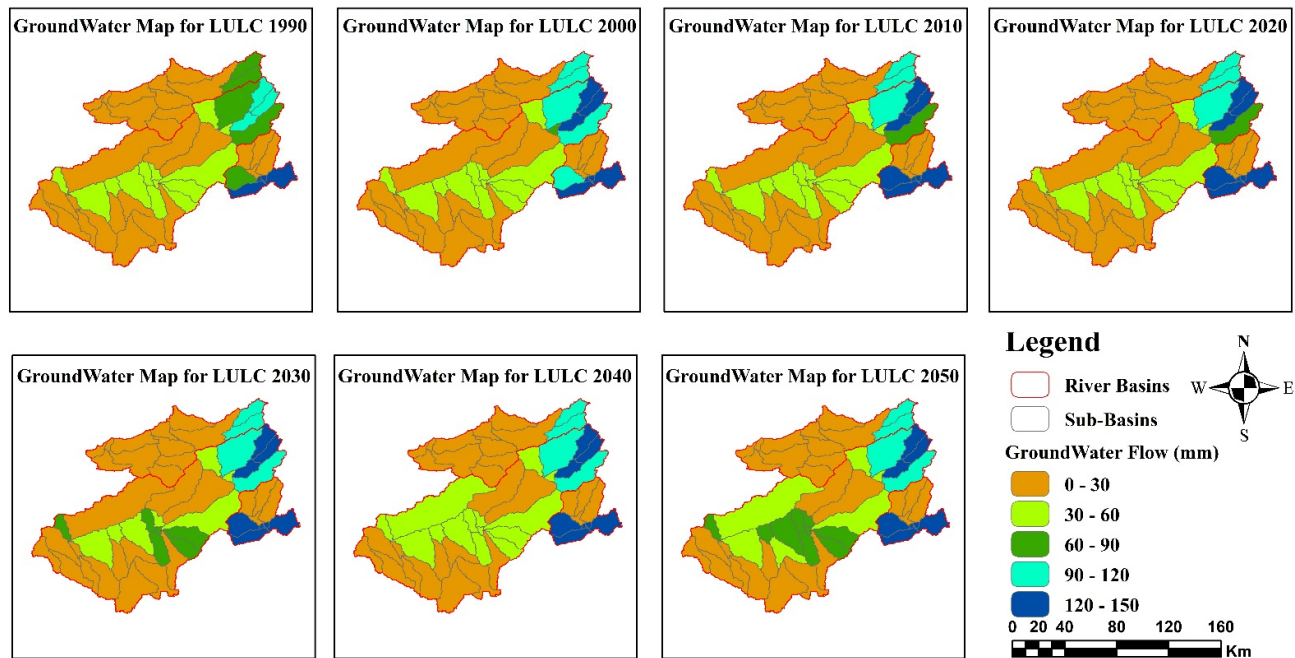 GroundWater Map for LULC 1990
GroundWater Map for LULC 2000
GroundWater Map for LULC 2010
GroundWater Map for LULC 2020
GroundWater Map for LULC 2030
GroundWater Map for LULC 2040
GroundWater Map for LULC 2050
Legend
N
W E
S
River Basins
Sub-Basins
GroundWater Flow (mm)
0 - 30
30 - 60
60 - 90
90 - 120
120 - 150
0 20 40 80 120 160
Km